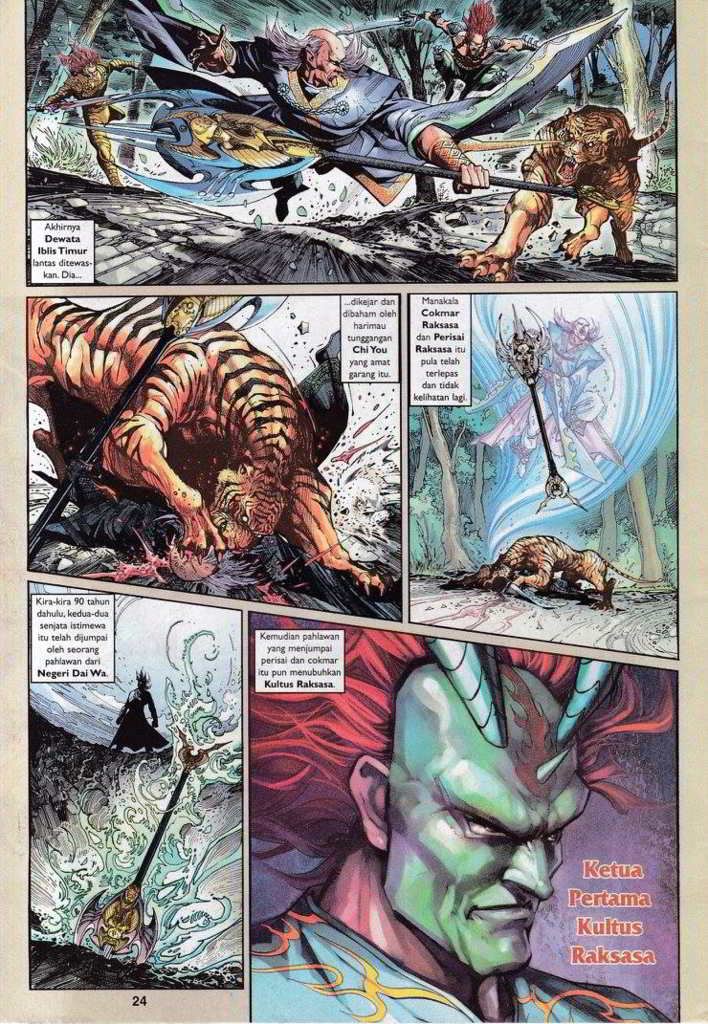 Akhirnya
Dewata
Iblis Timur
lantas ditewas-
kan. Dia...
...dikejar dan
dibaham oleh
harimau
tunggangan
Chi You
yang amat
garang itu.
Manakala
Cokmar
Raksasa
dan Perisai
Raksasa itu
pula telah
terlepas
dan tidak
kelihatan lagi.
Kira-kira 90 tahun
dahulu, kedua-dua
senjata istimewa
itu telah dijumpai
oleh seorang
pahlawan dari
Negeri Dai Wa.
Kemudian pahlawan
yang menjumpai
perisai dan cokmar
itu pun menubuhkan
Kultus Raksasa.
Ketua
Pertama
Kultus
Raksasa
24